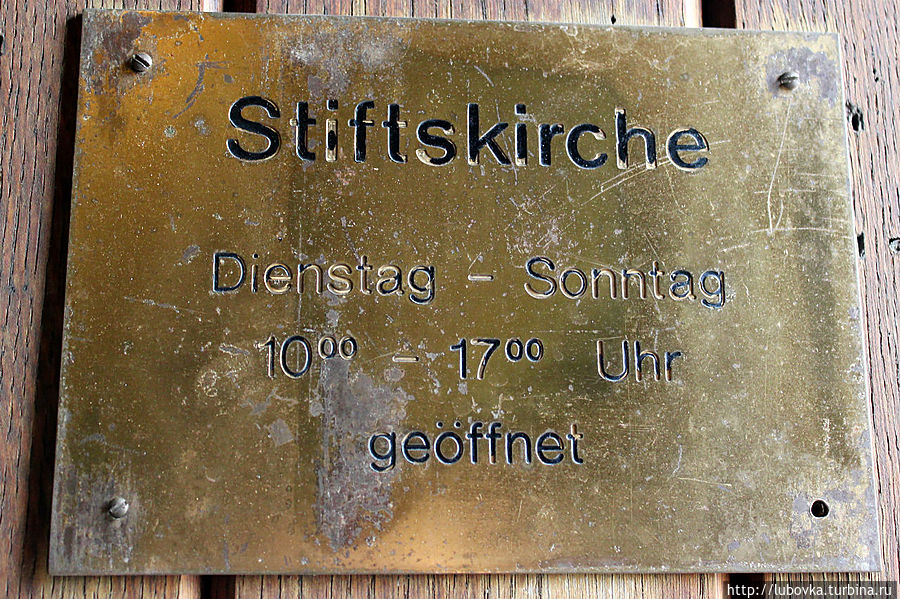 Stiftskirche
Dienstag - Sonntag
10⁰⁰ - 17⁰⁰ Uhr
geöffnet
http://lubovka.turbina.ru